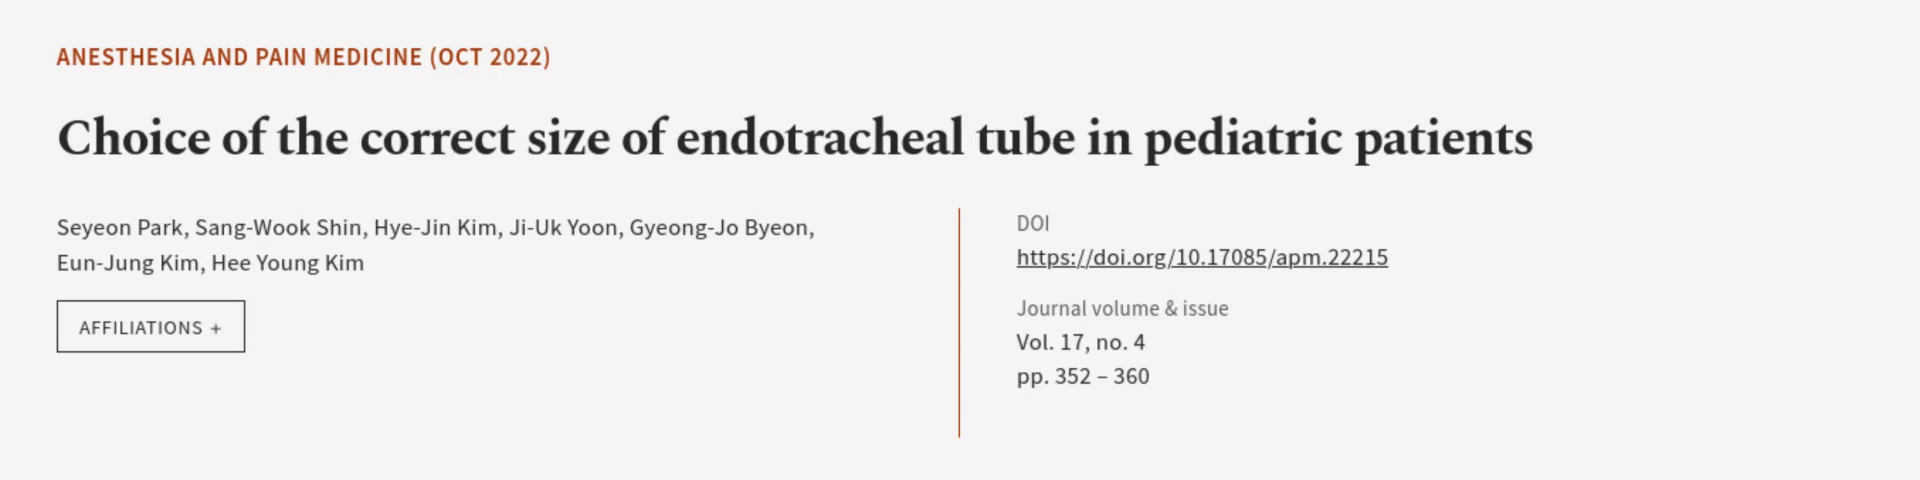 ANESTHESIA AND PAIN MEDICINE (OCT 2022)
Choice of the correct size of endotracheal tube in pediatric patients
Seyeon Park, Sang-Wook Shin, Hye-Jin Kim, Ji-Uk Yoon, Gyeong-Jo Byeon,
Eun-Jung Kim, Hee Young Kim
AFFILIATIONS +
DOI
https://doi.org/10.17085/apm.22215
Journal volume & issue
Vol. 17, no. 4
pp. 352 – 360